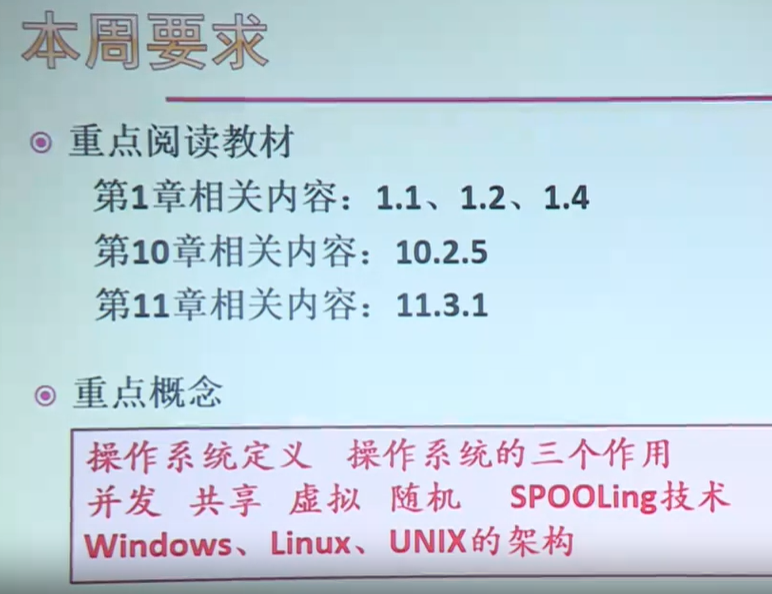 本周要求
重点阅读教材
第1章相关内容：1.1、1.2、1.4
第10章相关内容：10.2.5
第11章相关内容：11.3.1
重点概念
操作系统定义 操作系统的三个作用
并发 共享 虚拟 随机 SPOOLing技术
Windows、Linux、UNIX的架构